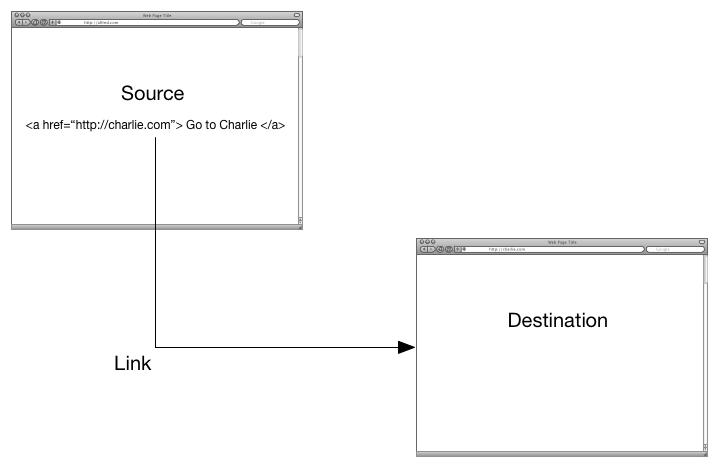 Web Page Title
http://alfred.com
Google
Source
<a href=“http://charlie.com”> Go to Charlie </a>
Web Page Title
http://charlie.com
Google
Destination
Link